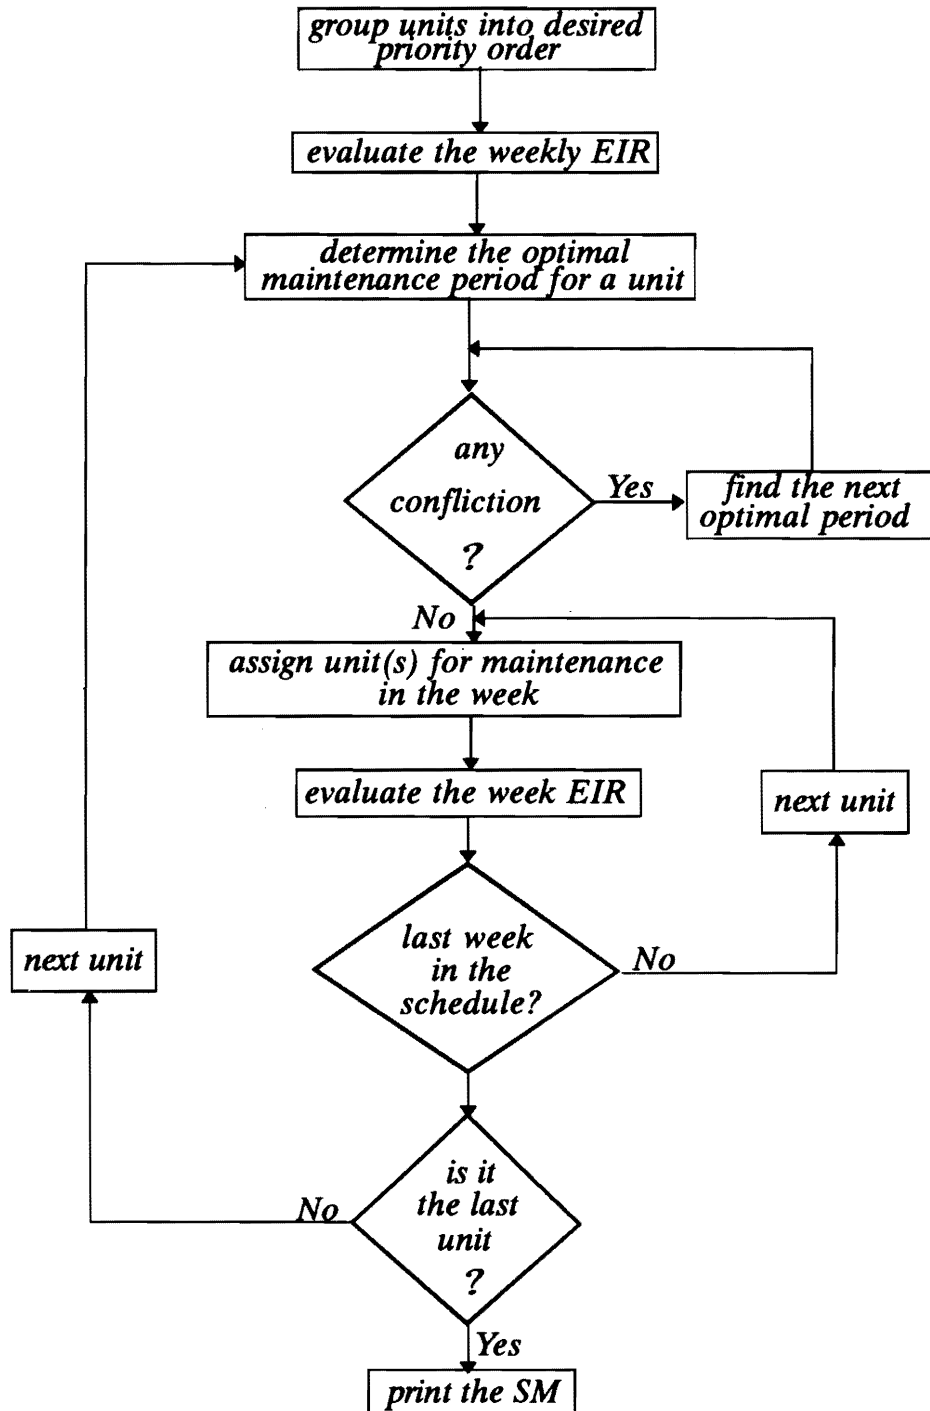 group units into desired
priority order
evaluate the weekly EIR
determine the optimal
maintenance period for a unit
any
confliction
?
Yes
find the next
optimal period
No
assign unit(s) for maintenance
in the week
evaluate the week EIR
next unit
last week
in the
schedule?
No
next unit
is it
the last
unit
?
No
Yes
print the SM